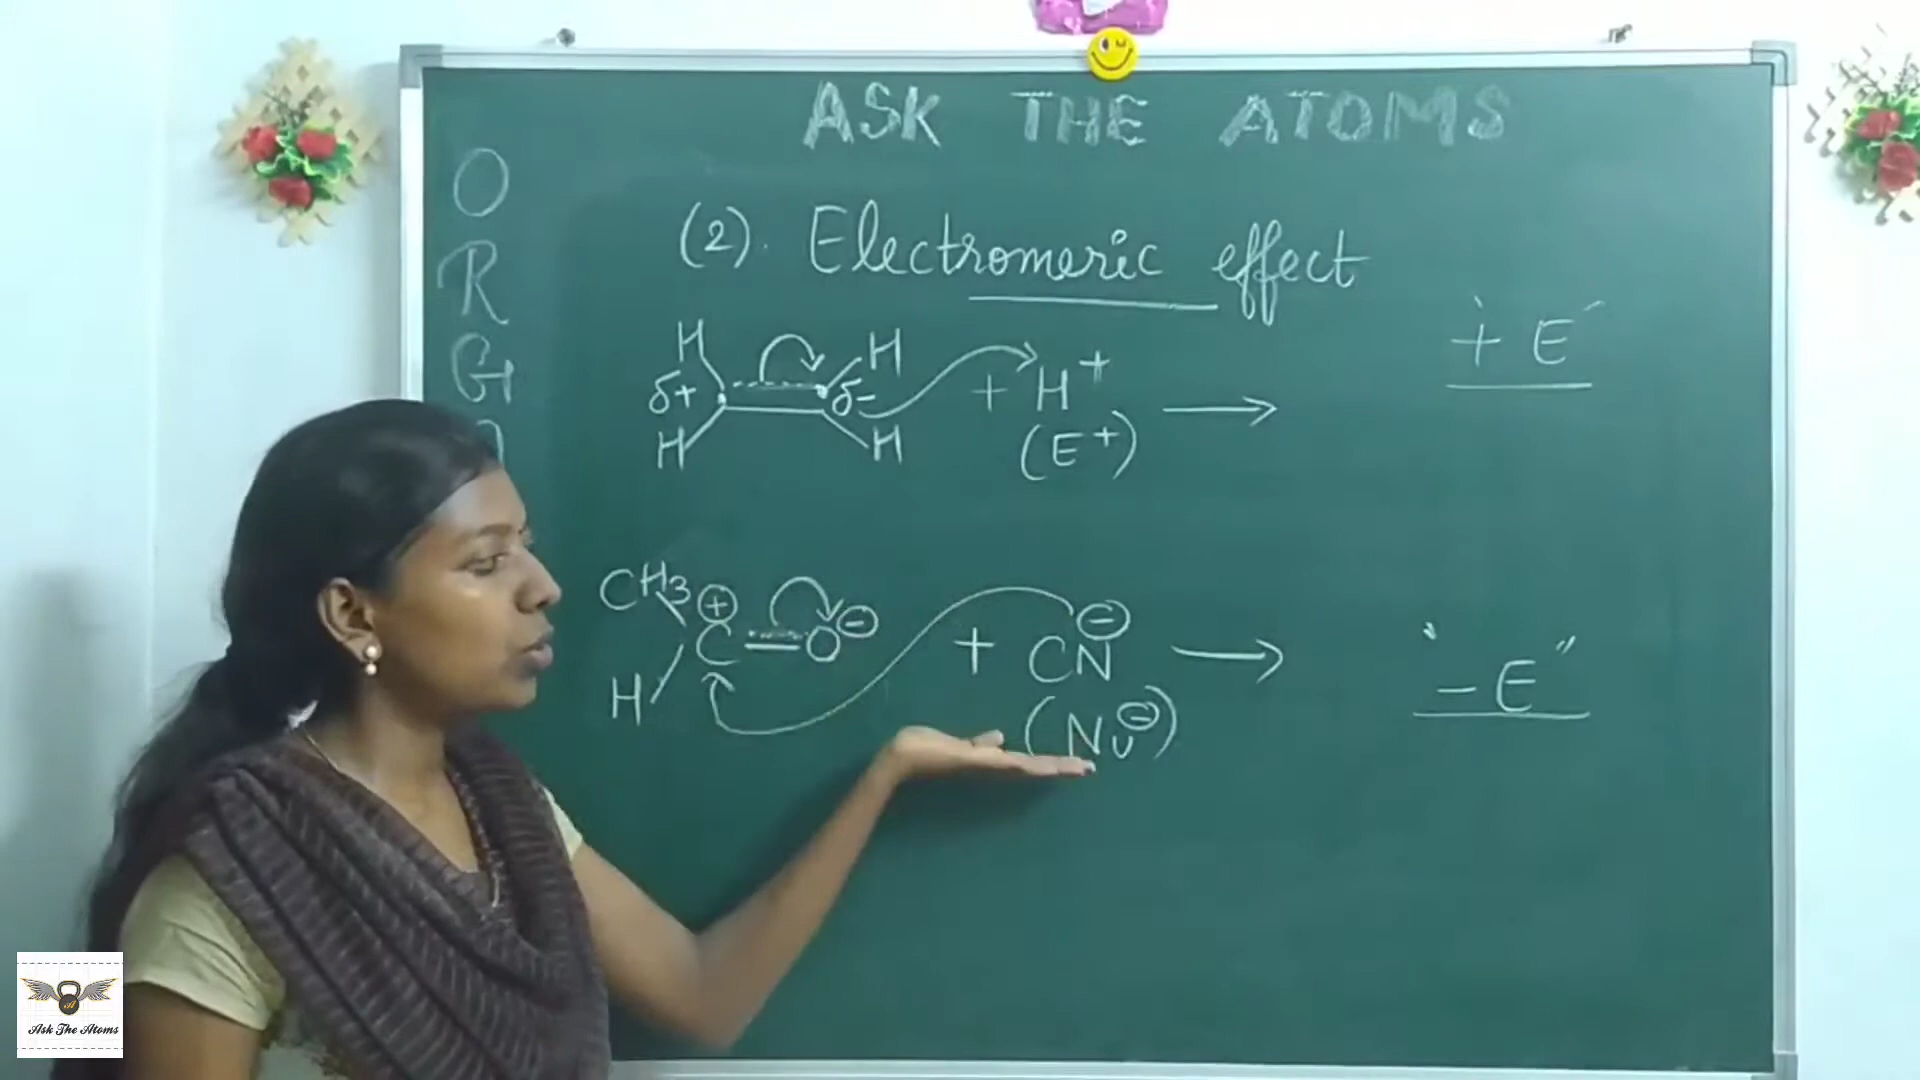 ASK THE ATOMS
O
R
G
(2). Electromeric effect
H H
δ+ δ- + H+ →
H H
(E+)
+ E
CH3 ⊕
C = O⊖ + CN⊖ →
H
(Nu⊖)
" - E "
Ask The Atoms